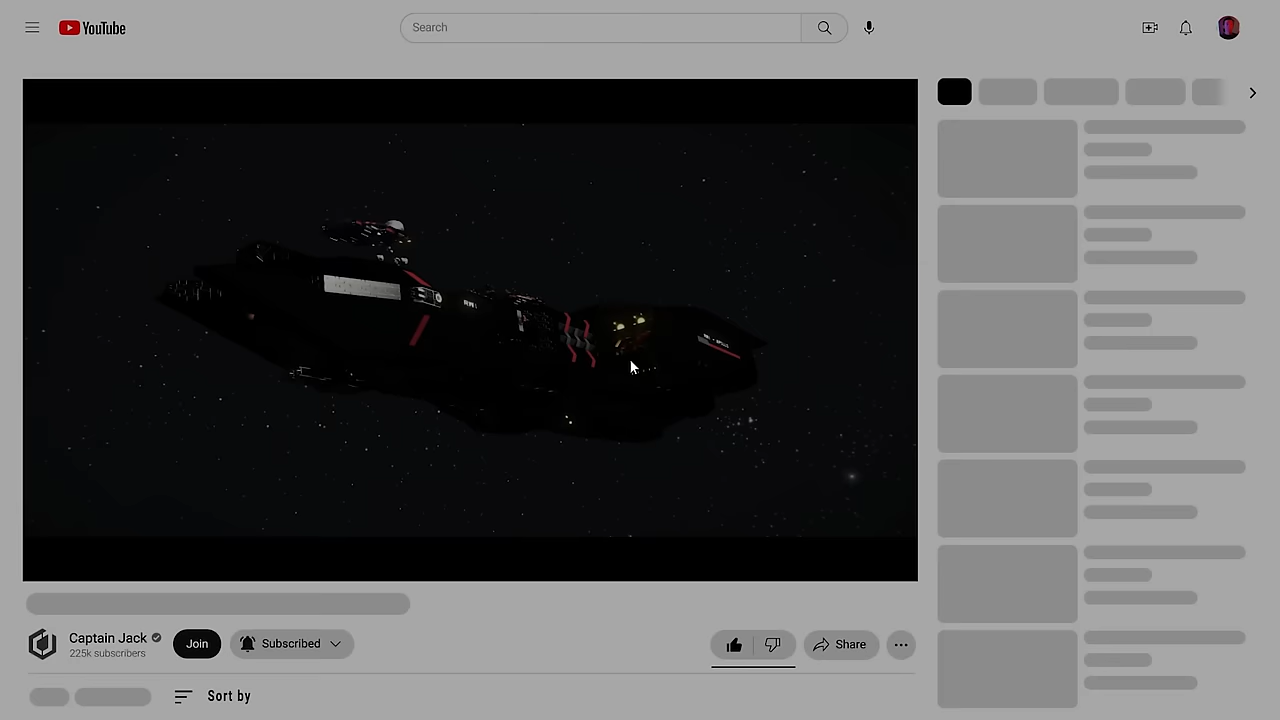 YouTube
Search
Captain Jack
225k subscribers
Join
Subscribed
Share
Sort by